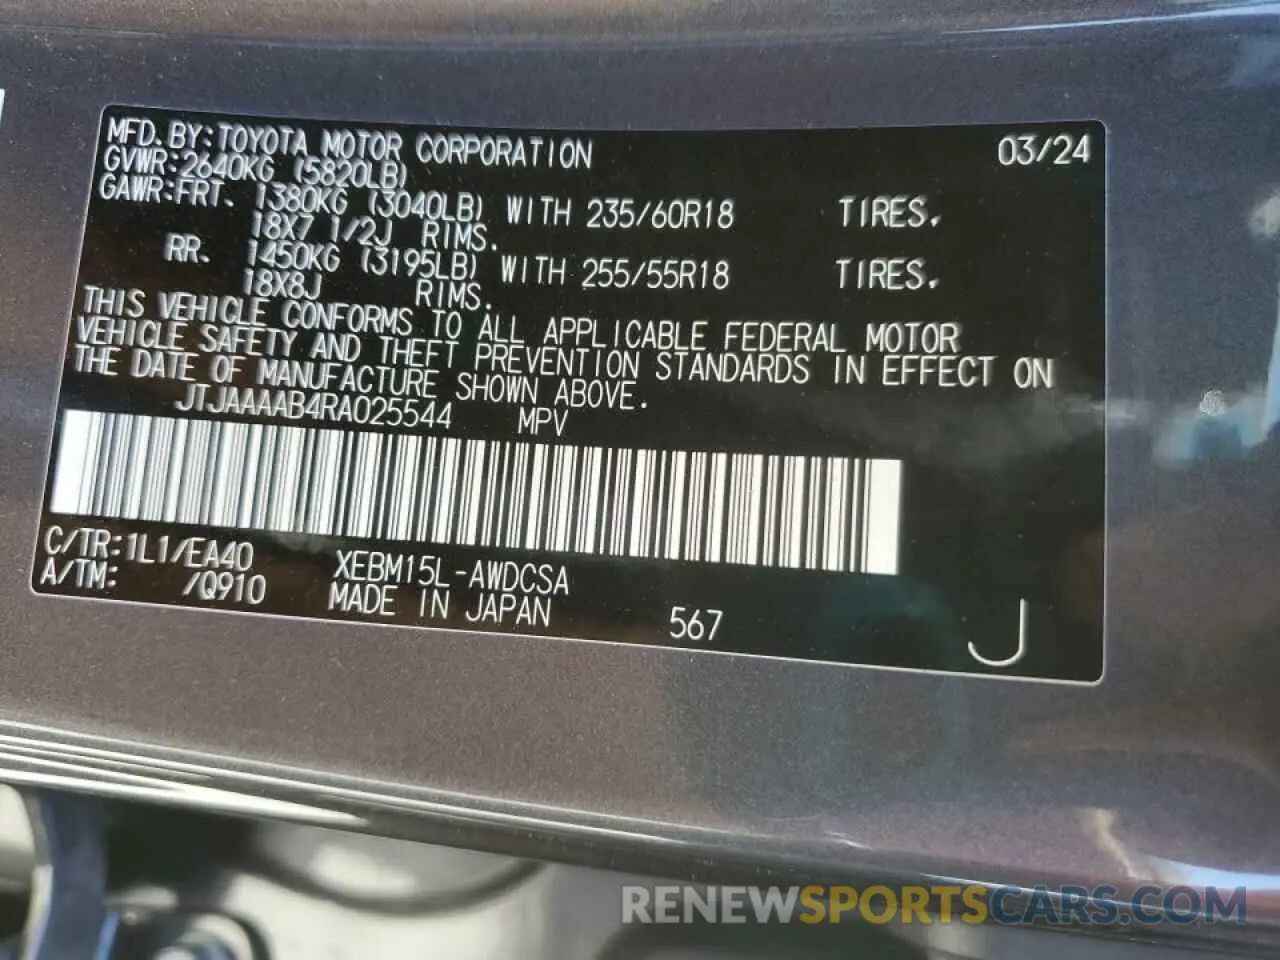 MFD. BY: TOYOTA MOTOR CORPORATION 03/24
GVWR: 2640KG (5820LB)
GAWR: FRT. 1380KG (3040LB) WITH 235/60R18 TIRES.
18X7 1/2J RIMS.
RR. 1450KG (3195LB) WITH 255/55R18 TIRES.
18X8J RIMS.
THIS VEHICLE CONFORMS TO ALL APPLICABLE FEDERAL MOTOR
VEHICLE SAFETY AND THEFT PREVENTION STANDARDS IN EFFECT ON
THE DATE OF MANUFACTURE SHOWN ABOVE.
JTJAAAAB4RA025544 MPV
C/TR: 1L1/EA40 XEBM15L-AWDCSA
A/TM: /Q910 MADE IN JAPAN 567 J
RENEWSPORTSCARS.COM